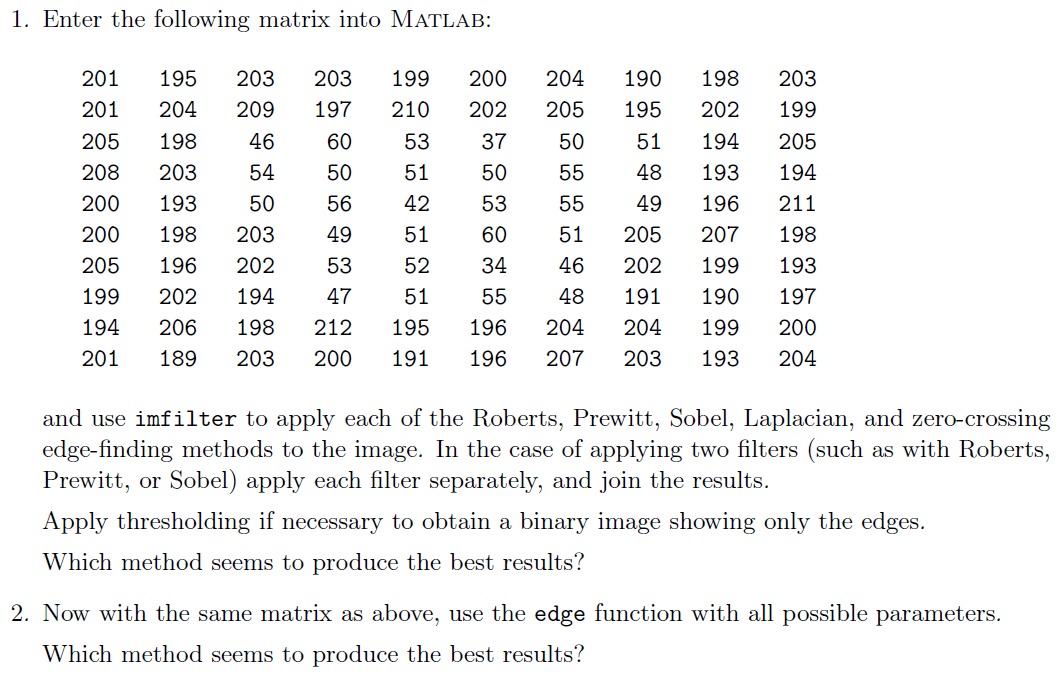 1. Enter the following matrix into MATLAB:
201 195 203 203 199 200 204 190 198 203
201 204 209 197 210 202 205 195 202 199
205 198 46 60 53 37 50 51 194 205
208 203 54 50 51 50 55 48 193 194
200 193 50 56 42 53 55 49 196 211
200 198 203 49 51 60 51 205 207 198
205 196 202 53 52 34 46 202 199 193
199 202 194 47 51 55 48 191 190 197
194 206 198 212 195 196 204 204 199 200
201 189 203 200 191 196 207 203 193 204
and use imfilter to apply each of the Roberts, Prewitt, Sobel, Laplacian, and zero-crossing
edge-finding methods to the image. In the case of applying two filters (such as with Roberts,
Prewitt, or Sobel) apply each filter separately, and join the results.
Apply thresholding if necessary to obtain a binary image showing only the edges.
Which method seems to produce the best results?
2. Now with the same matrix as above, use the edge function with all possible parameters.
Which method seems to produce the best results?